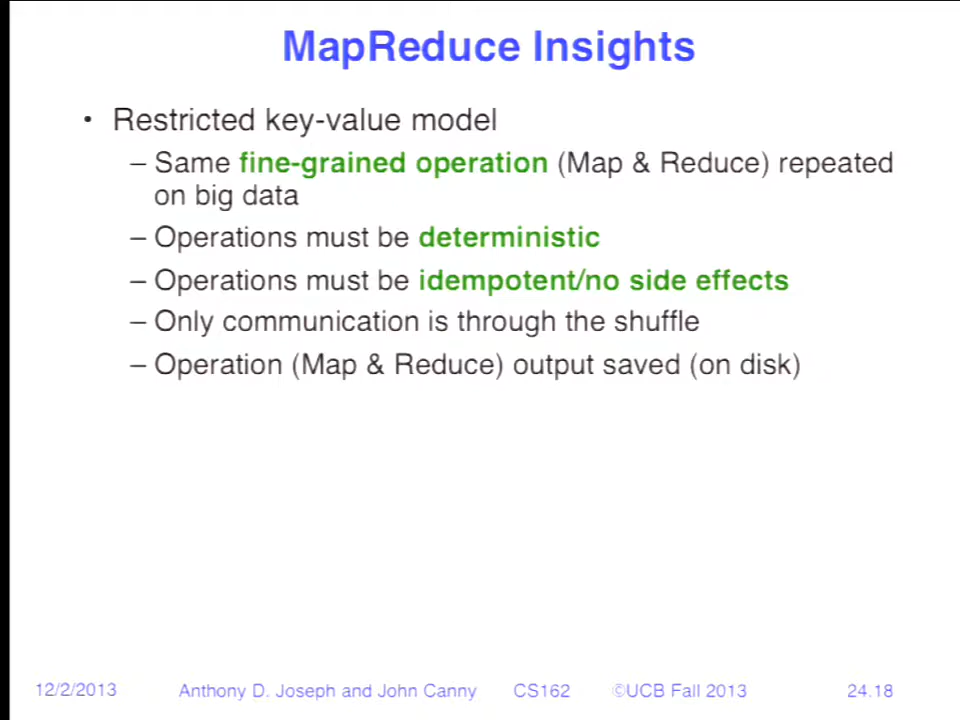 MapReduce Insights
• Restricted key-value model
– Same fine-grained operation (Map & Reduce) repeated
on big data
– Operations must be deterministic
– Operations must be idempotent/no side effects
– Only communication is through the shuffle
– Operation (Map & Reduce) output saved (on disk)
12/2/2013 Anthony D. Joseph and John Canny CS162 ©UCB Fall 2013 24.18